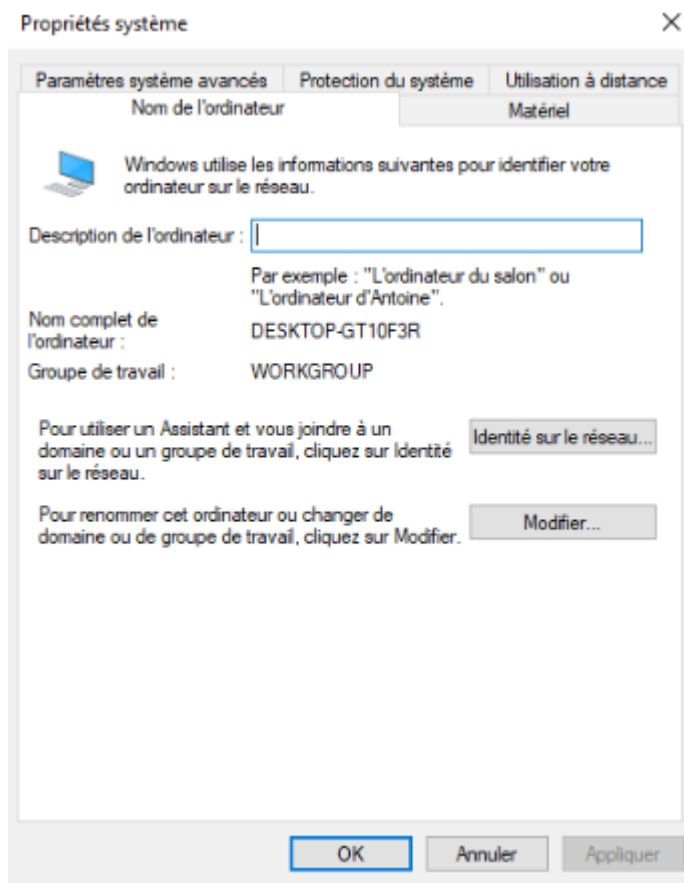 Propriétés système
Paramètres système avancés
Protection du système
Utilisation à distance
Nom de l'ordinateur
Matériel
Windows utilise les informations suivantes pour identifier votre
ordinateur sur le réseau.
Description de l'ordinateur :
Par exemple : "L'ordinateur du salon" ou
"L'ordinateur d'Antoine".
Nom complet de
l'ordinateur :
DESKTOP-GT10F3R
Groupe de travail :
WORKGROUP
Pour utiliser un Assistant et vous joindre à un
domaine ou un groupe de travail, cliquez sur Identité
sur le réseau.
Identité sur le réseau...
Pour renommer cet ordinateur ou changer de
domaine ou de groupe de travail, cliquez sur Modifier.
Modifier...
OK
Annuler
Appliquer